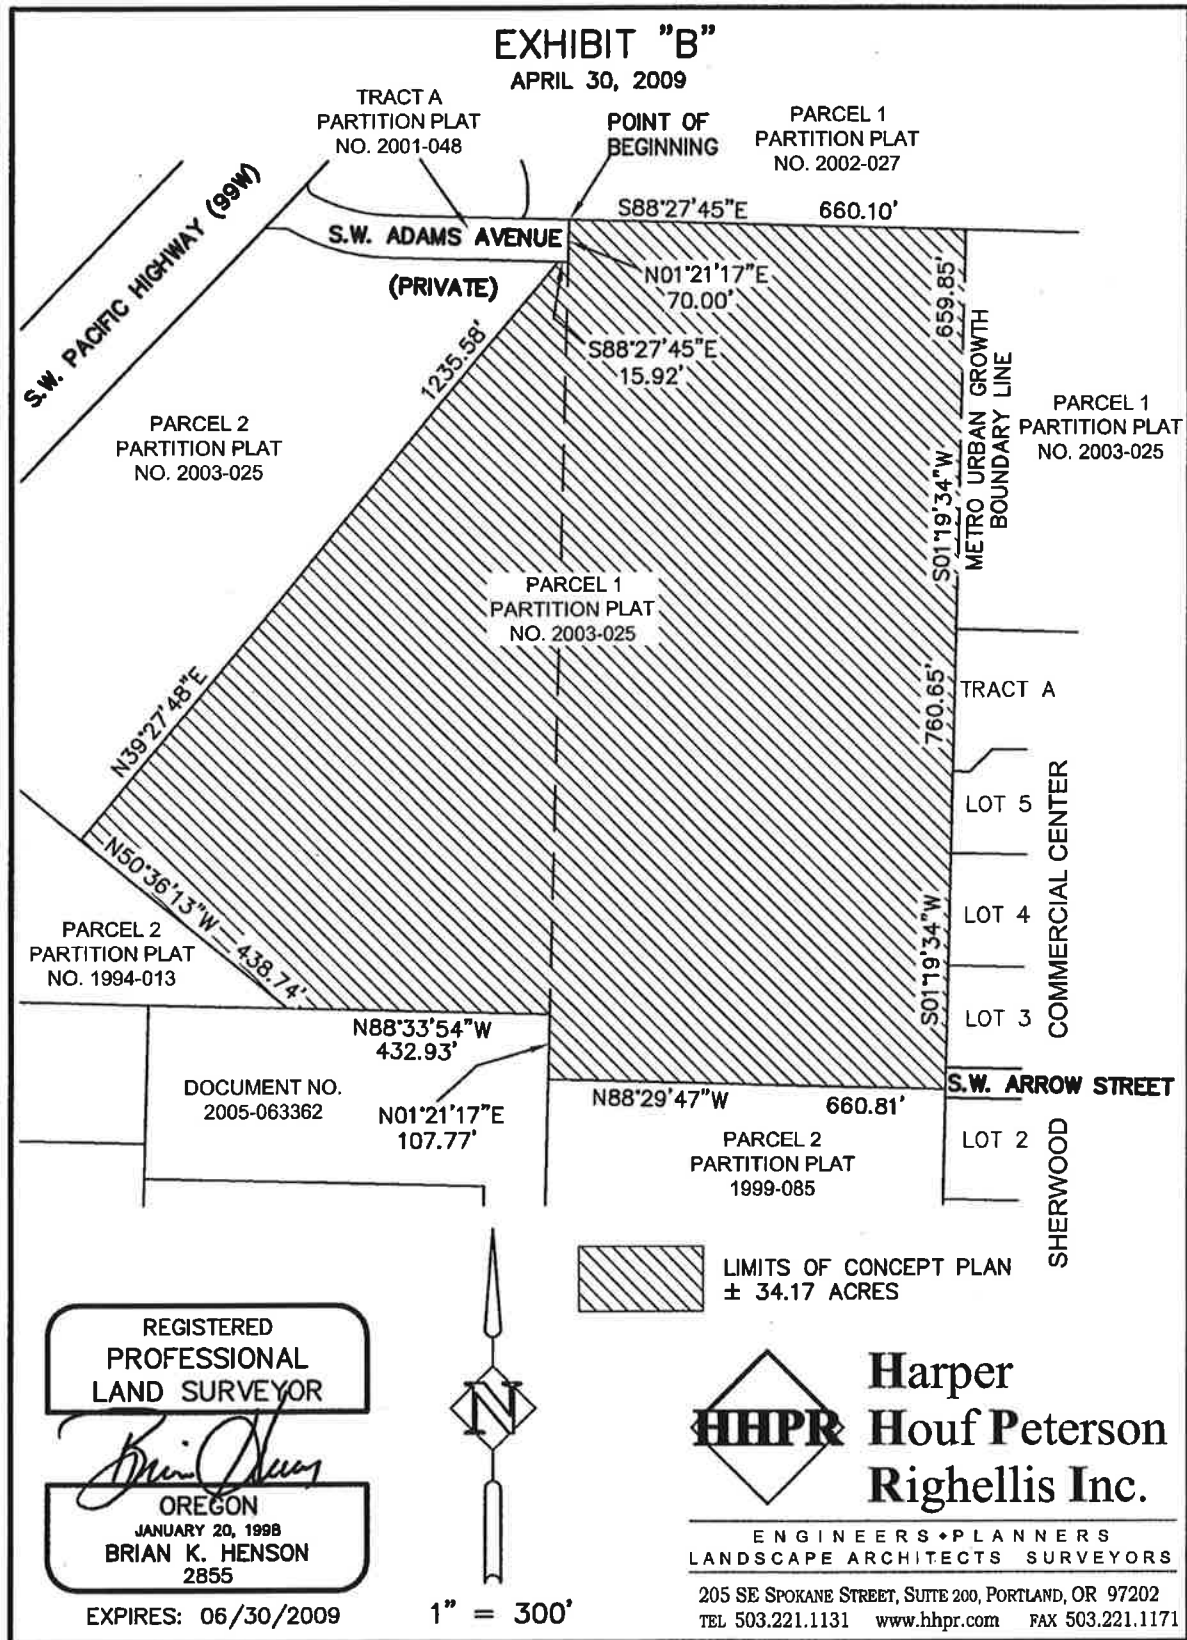 EXHIBIT "B"
APRIL 30, 2009
TRACT A
PARTITION PLAT
NO. 2001-048
POINT OF
BEGINNING
PARCEL 1
PARTITION PLAT
NO. 2002-027
S.W. PACIFIC HIGHWAY (99W)
S.W. ADAMS AVENUE
(PRIVATE)
S88°27'45"E 660.10'
N01°21'17"E
70.00'
S88°27'45"E
15.92'
1235.58'
N39°27'48"E
659.85'
S01°19'34"W
METRO URBAN GROWTH
BOUNDARY LINE
PARCEL 1
PARTITION PLAT
NO. 2003-025
PARCEL 2
PARTITION PLAT
NO. 2003-025
PARCEL 1
PARTITION PLAT
NO. 2003-025
760.65'
S01°19'34"W
TRACT A
LOT 5
LOT 4
LOT 3
S.W. ARROW STREET
LOT 2
SHERWOOD COMMERCIAL CENTER
N50°36'13"W 438.74'
PARCEL 2
PARTITION PLAT
NO. 1994-013
N88°33'54"W
432.93'
DOCUMENT NO.
2005-063362
N01°21'17"E
107.77'
N88°29'47"W 660.81'
PARCEL 2
PARTITION PLAT
1999-085
LIMITS OF CONCEPT PLAN
± 34.17 ACRES
REGISTERED
PROFESSIONAL
LAND SURVEYOR
OREGON
JANUARY 20, 1998
BRIAN K. HENSON
2855
EXPIRES: 06/30/2009
N
1" = 300'
HHPR
Harper
Houf Peterson
Righellis Inc.
ENGINEERS◆PLANNERS
LANDSCAPE ARCHITECTS SURVEYORS
205 SE SPOKANE STREET, SUITE 200, PORTLAND, OR 97202
TEL 503.221.1131 www.hhpr.com FAX 503.221.1171